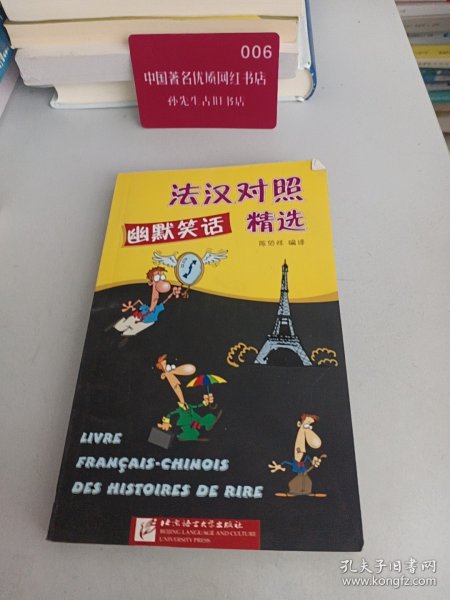 006
中国著名优质网红书店
孙先生古旧书店
法汉对照
幽默笑话 精选
陈伯祥 编译
LIVRE
FRANÇAIS-CHINOIS
DES HISTOIRES DE RIRE
北京语言大学出版社
BEIJING LANGUAGE AND CULTURE
UNIVERSITY PRESS
孔夫子旧书网
www.kongfz.com